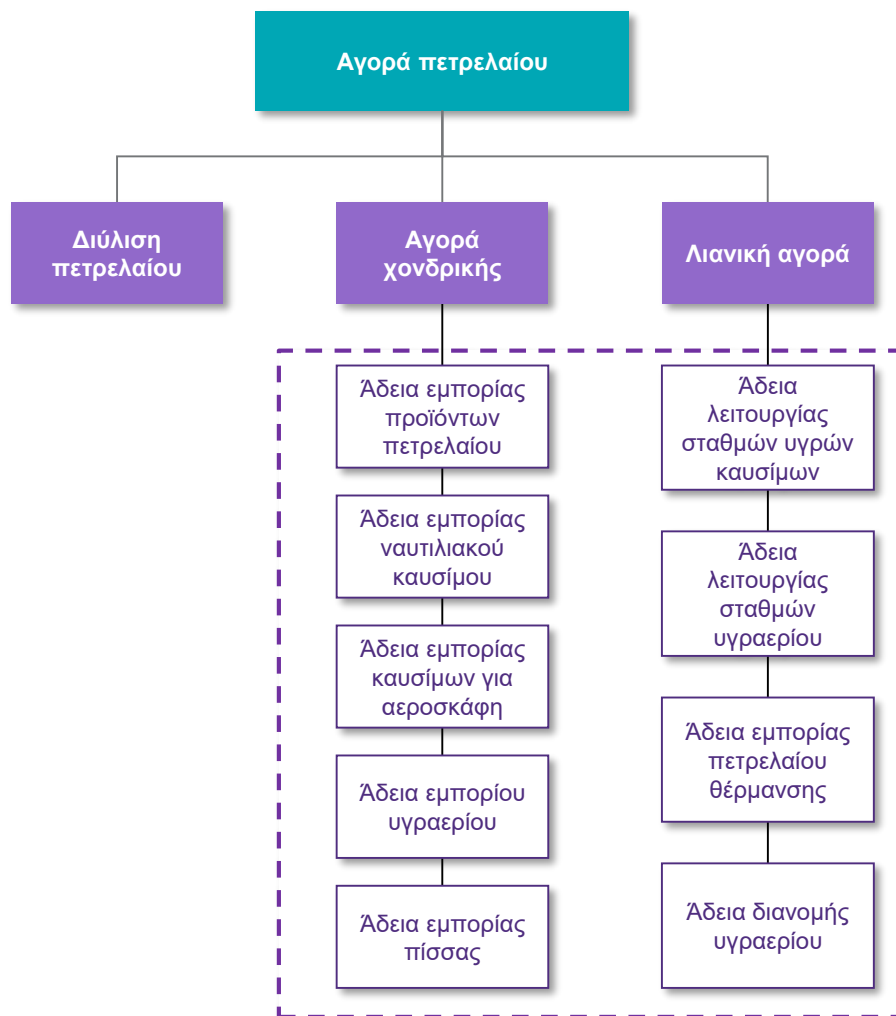 Αγορά πετρελαίου
Διύλιση
πετρελαίου
Αγορά
χονδρικής
Λιανική αγορά
Άδεια εμπορίας
προϊόντων
πετρελαίου
Άδεια εμπορίας
ναυτιλιακού
καυσίμου
Άδεια εμπορίας
καυσίμων για
αεροσκάφη
Άδεια εμπορίου
υγραερίου
Άδεια εμπορίας
πίσσας
Άδεια
λειτουργίας
σταθμών υγρών
καυσίμων
Άδεια
λειτουργίας
σταθμών
υγραερίου
Άδεια εμπορίας
πετρελαίου
θέρμανσης
Άδεια διανομής
υγραερίου